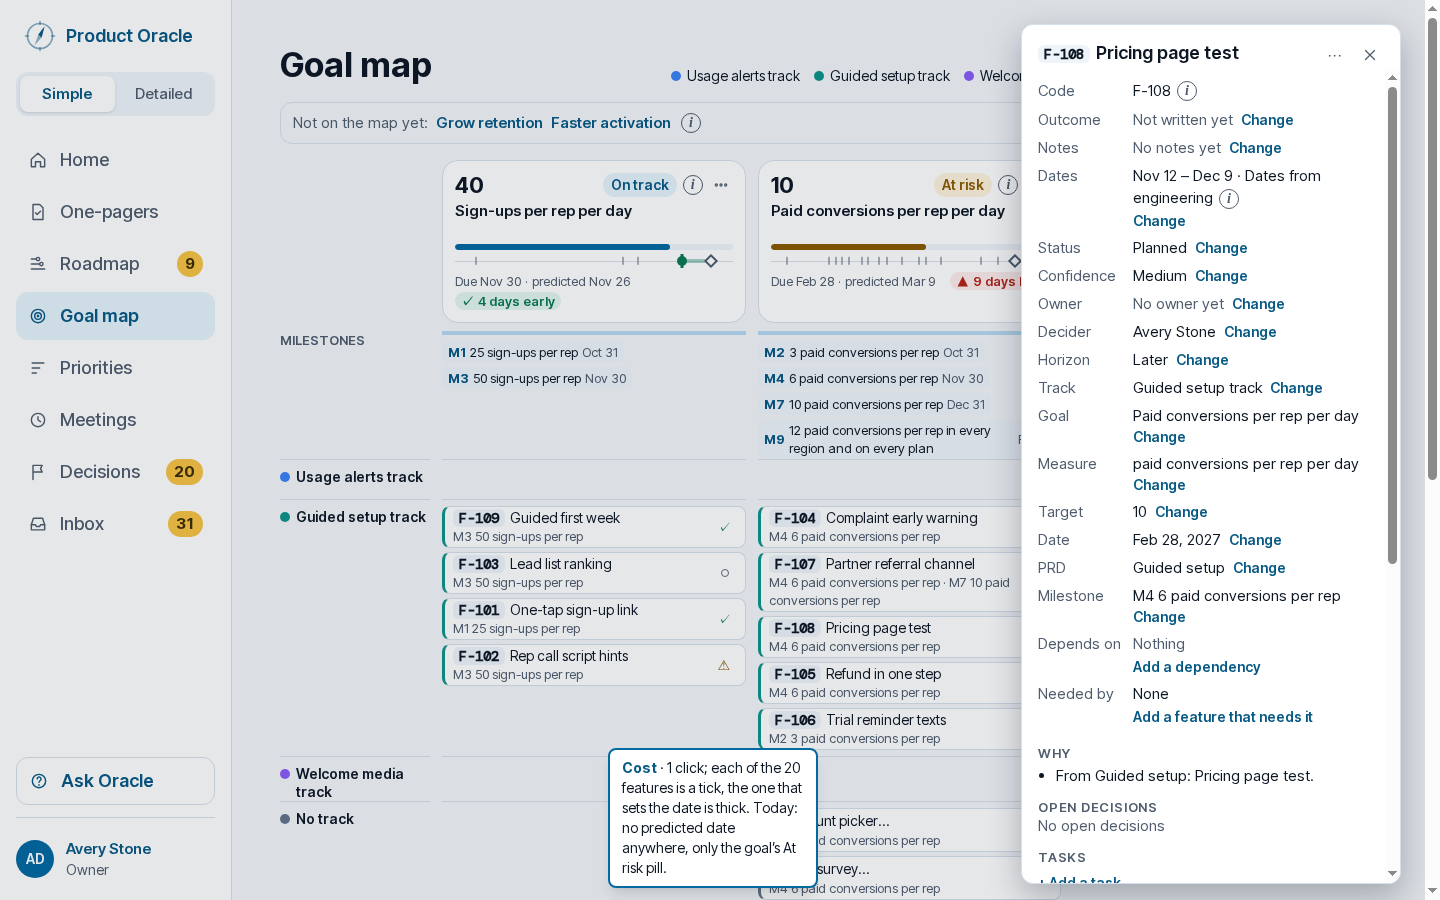 Product Oracle
Simple
Detailed
Home
One-pagers
Roadmap
9
Goal map
Priorities
Meetings
Decisions
20
Inbox
31
Ask Oracle
AD
Avery Stone
Owner
Goal map
Usage alerts track
Guided setup track
Welcom
Not on the map yet: Grow retention Faster activation i
40
On track
i
Sign-ups per rep per day
Due Nov 30 · predicted Nov 26
✓ 4 days early
10
At risk
i
Paid conversions per rep per day
Due Feb 28 · predicted Mar 9
▲ 9 days
MILESTONES
M1 25 sign-ups per rep Oct 31
M3 50 sign-ups per rep Nov 30
M2 3 paid conversions per rep Oct 31
M4 6 paid conversions per rep Nov 30
M7 10 paid conversions per rep Dec 31
M9 12 paid conversions per rep in every
region and on every plan
Usage alerts track
Guided setup track
F-109 Guided first week
M3 50 sign-ups per rep
F-103 Lead list ranking
M3 50 sign-ups per rep
F-101 One-tap sign-up link
M1 25 sign-ups per rep
F-102 Rep call script hints
M3 50 sign-ups per rep
F-104 Complaint early warning
M4 6 paid conversions per rep
F-107 Partner referral channel
M4 6 paid conversions per rep · M7 10 paid
conversions per rep
F-108 Pricing page test
M4 6 paid conversions per rep
F-105 Refund in one step
M4 6 paid conversions per rep
F-106 Trial reminder texts
M2 3 paid conversions per rep
Welcome media
track
No track
unt picker…
d conversions per rep
survey…
M4 6 paid conversions per rep
Cost · 1 click; each of the 20
features is a tick, the one that
sets the date is thick. Today:
no predicted date
anywhere, only the goal's At
risk pill.
F-108 Pricing page test
Code F-108 i
Outcome Not written yet Change
Notes No notes yet Change
Dates Nov 12 – Dec 9 · Dates from
engineering i
Change
Status Planned Change
Confidence Medium Change
Owner No owner yet Change
Decider Avery Stone Change
Horizon Later Change
Track Guided setup track Change
Goal Paid conversions per rep per day
Change
Measure paid conversions per rep per day
Change
Target 10 Change
Date Feb 28, 2027 Change
PRD Guided setup Change
Milestone M4 6 paid conversions per rep
Change
Depends on Nothing
Add a dependency
Needed by None
Add a feature that needs it
WHY
• From Guided setup: Pricing page test.
OPEN DECISIONS
No open decisions
TASKS
+ Add a task